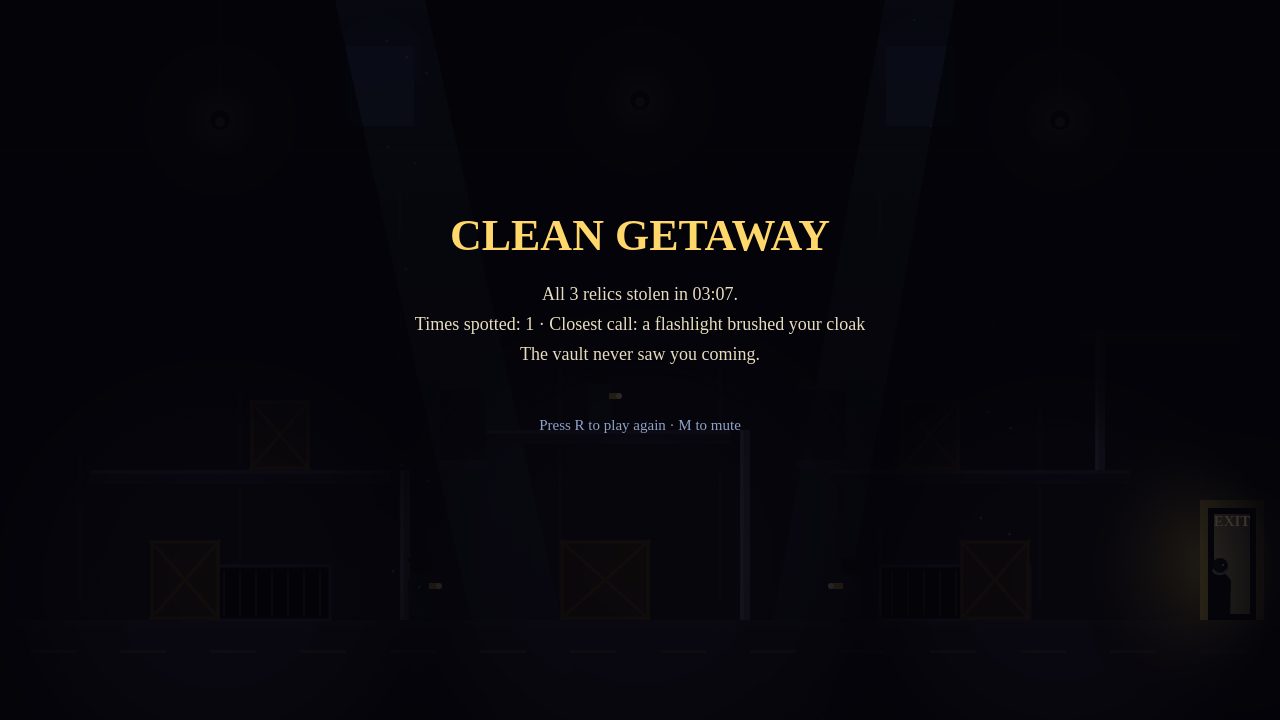 CLEAN GETAWAY
All 3 relics stolen in 03:07.
Times spotted: 1 · Closest call: a flashlight brushed your cloak
The vault never saw you coming.
Press R to play again · M to mute
EXIT